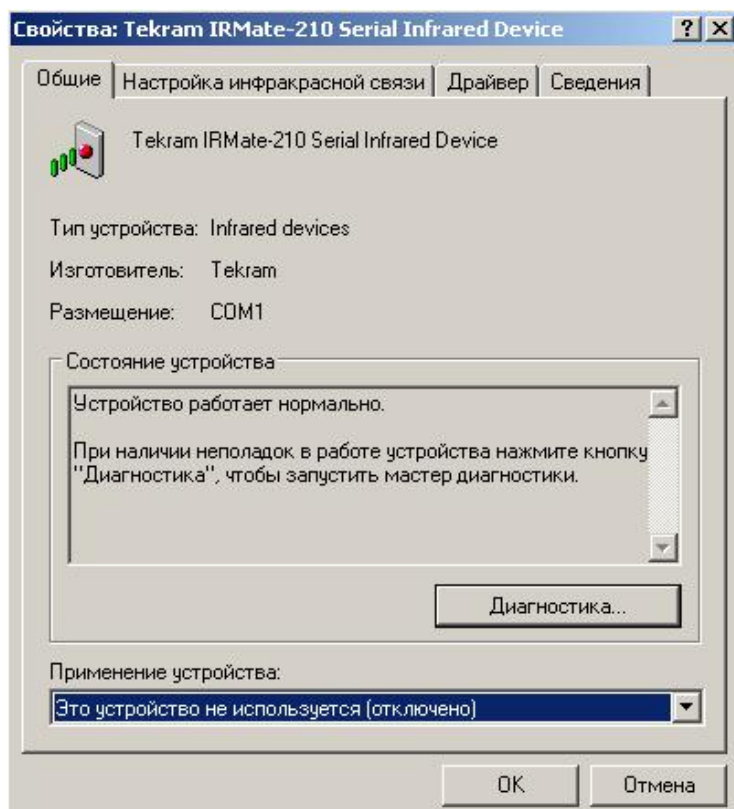 Свойства: Tekram IRMate-210 Serial Infrared Device
Общие Настройка инфракрасной связи Драйвер Сведения
Tekram IRMate-210 Serial Infrared Device
Тип устройства: Infrared devices
Изготовитель: Tekram
Размещение: COM1
Состояние устройства
Устройство работает нормально.
При наличии неполадок в работе устройства нажмите кнопку
"Диагностика", чтобы запустить мастер диагностики.
Диагностика...
Применение устройства:
Это устройство не используется (отключено)
OK Отмена